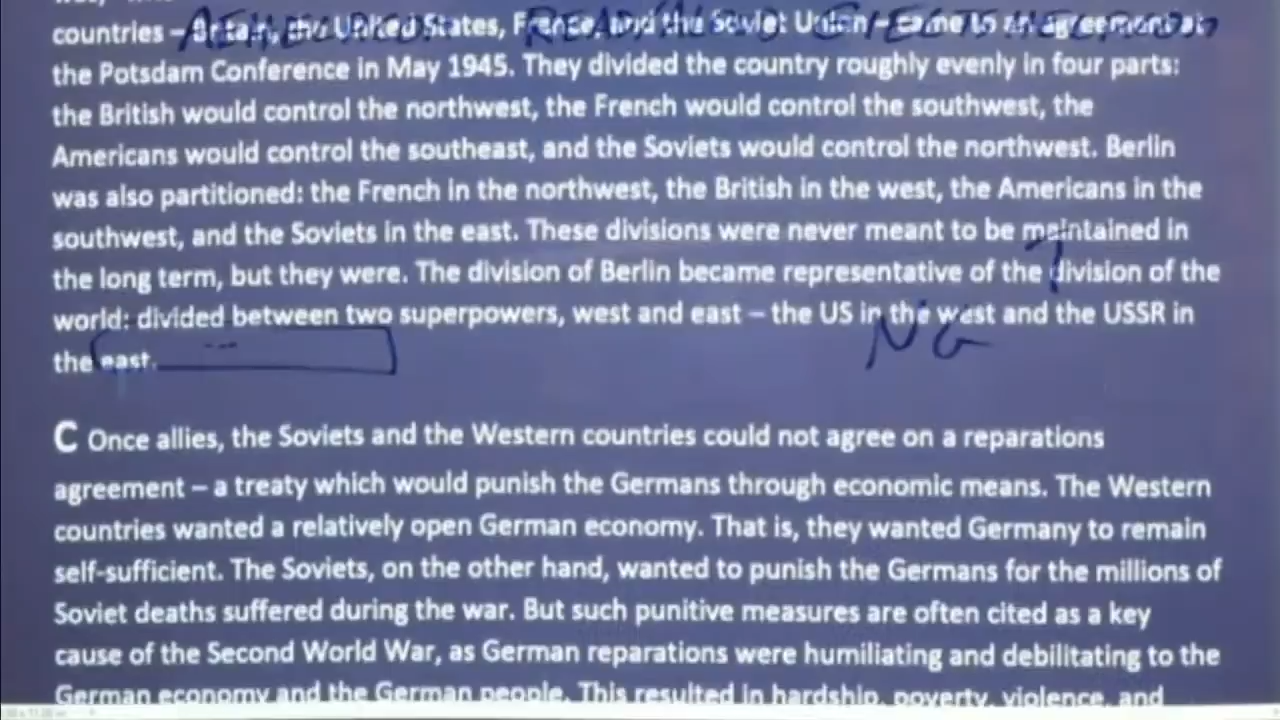 countries – Britain, the United States, France, and the Soviet Union – came to an agreement at
the Potsdam Conference in May 1945. They divided the country roughly evenly in four parts:
the British would control the northwest, the French would control the southwest, the
Americans would control the southeast, and the Soviets would control the northwest. Berlin
was also partitioned: the French in the northwest, the British in the west, the Americans in the
southwest, and the Soviets in the east. These divisions were never meant to be maintained in
the long term, but they were. The division of Berlin became representative of the division of the
world: divided between two superpowers, west and east – the US in the west and the USSR in
NG
the east.
C Once allies, the Soviets and the Western countries could not agree on a reparations
agreement – a treaty which would punish the Germans through economic means. The Western
countries wanted a relatively open German economy. That is, they wanted Germany to remain
self-sufficient. The Soviets, on the other hand, wanted to punish the Germans for the millions of
Soviet deaths suffered during the war. But such punitive measures are often cited as a key
cause of the Second World War, as German reparations were humiliating and debilitating to the
German economy and the German people. This resulted in hardship, poverty, violence, and